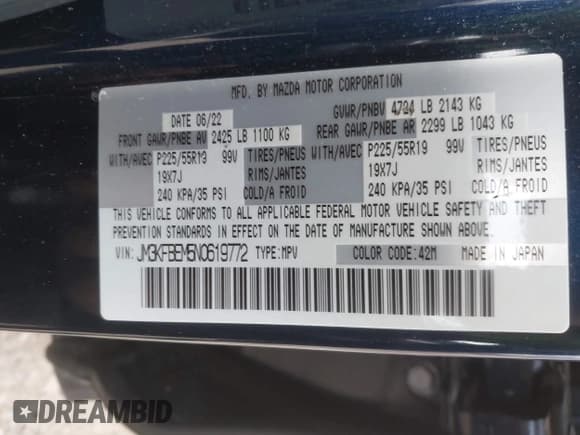 MFD. BY MAZDA MOTOR CORPORATION
DATE 06/22
GVWR/PNBV 4724 LB 2143 KG
FRONT GAWR/PNBE AV 2425 LB 1100 KG
REAR GAWR/PNBE AR 2299 LB 1043 KG
WITH/AVEC P225/55R19 99V TIRES/PNEUS
19X7J RIMS/JANTES
240 KPA/35 PSI COLD/A FROID
WITH/AVEC P225/55R19 99V TIRES/PNEUS
19X7J RIMS/JANTES
240 KPA/35 PSI COLD/A FROID
THIS VEHICLE CONFORMS TO ALL APPLICABLE FEDERAL MOTOR VEHICLE SAFETY AND THEFT
PREVENTION STANDARDS IN EFFECT ON THE DATE OF MANUFACTURE SHOWN ABOVE.
VIN: JM3KFBEM5N0619772 TYPE:MPV COLOR CODE:42M MADE IN JAPAN
DREAMBID